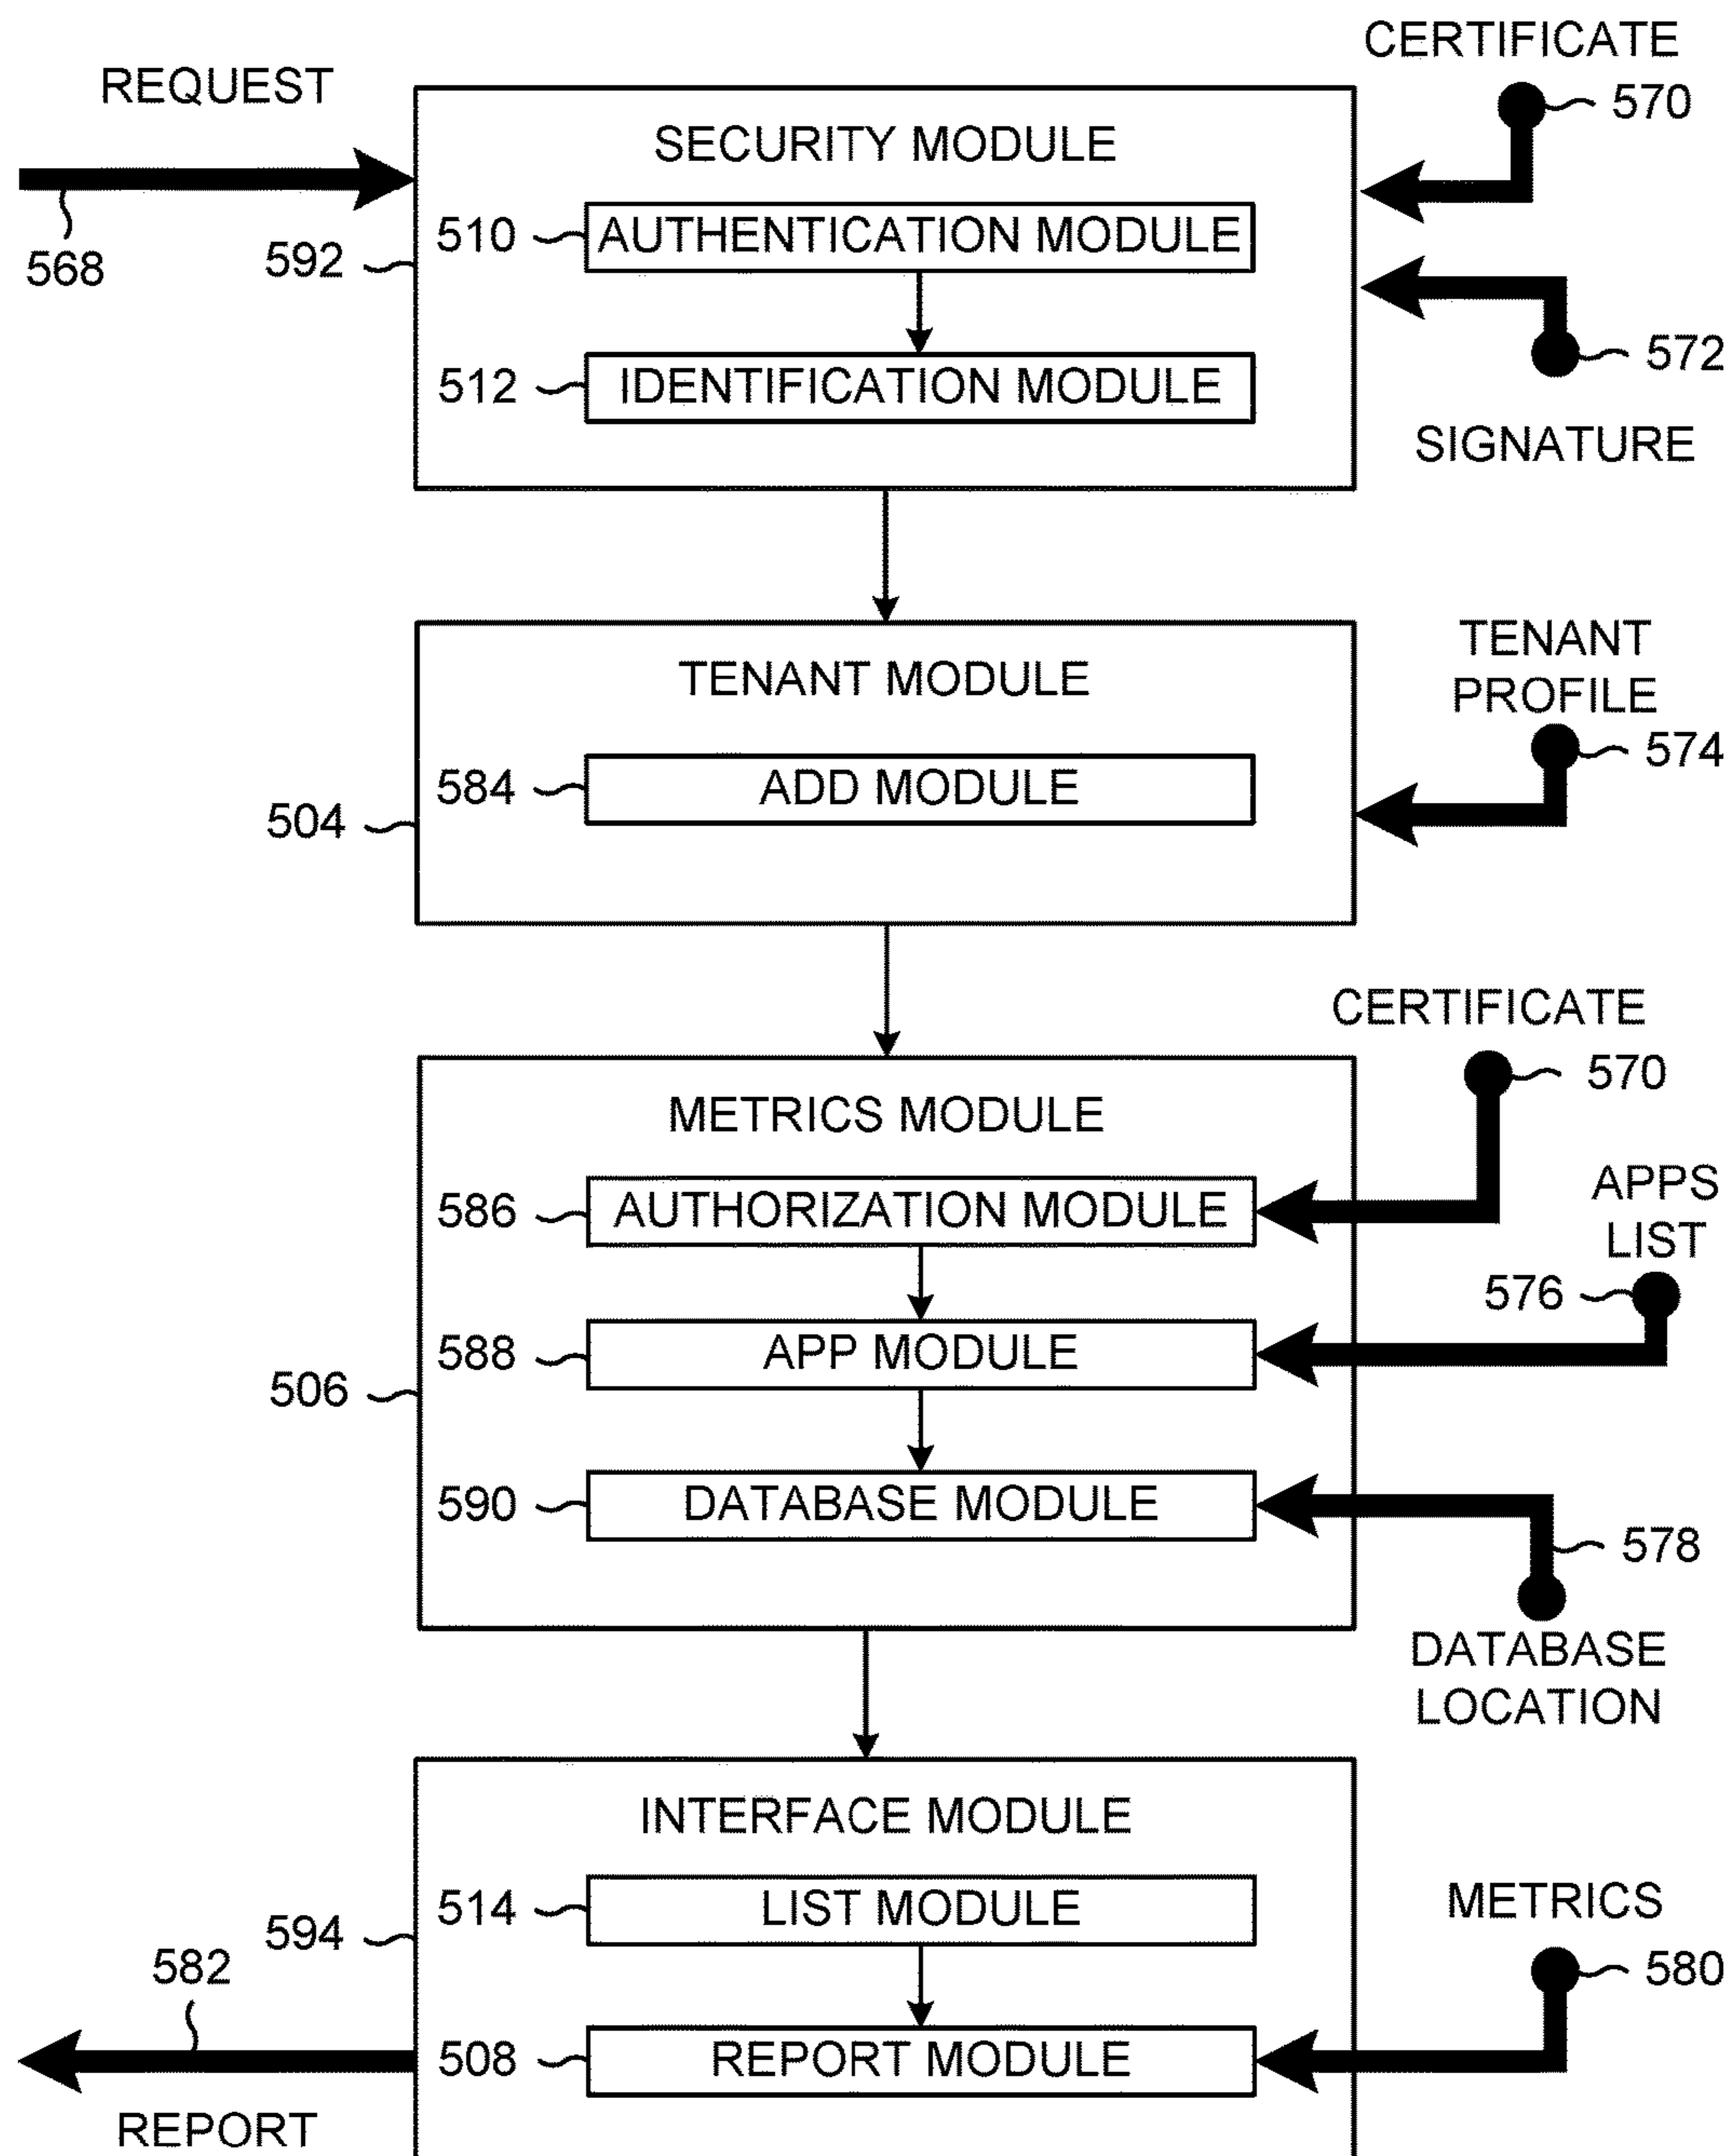 CERTIFICATE
REQUEST
570
SECURITY MODULE
568
592
510
AUTHENTICATION MODULE
512
IDENTIFICATION MODULE
572
SIGNATURE
TENANT
PROFILE
574
TENANT MODULE
584
ADD MODULE
504
CERTIFICATE
570
METRICS MODULE
586
AUTHORIZATION MODULE
APPS
LIST
576
588
APP MODULE
506
590
DATABASE MODULE
578
DATABASE
LOCATION
INTERFACE MODULE
514
LIST MODULE
METRICS
594
582
580
508
REPORT MODULE
REPORT